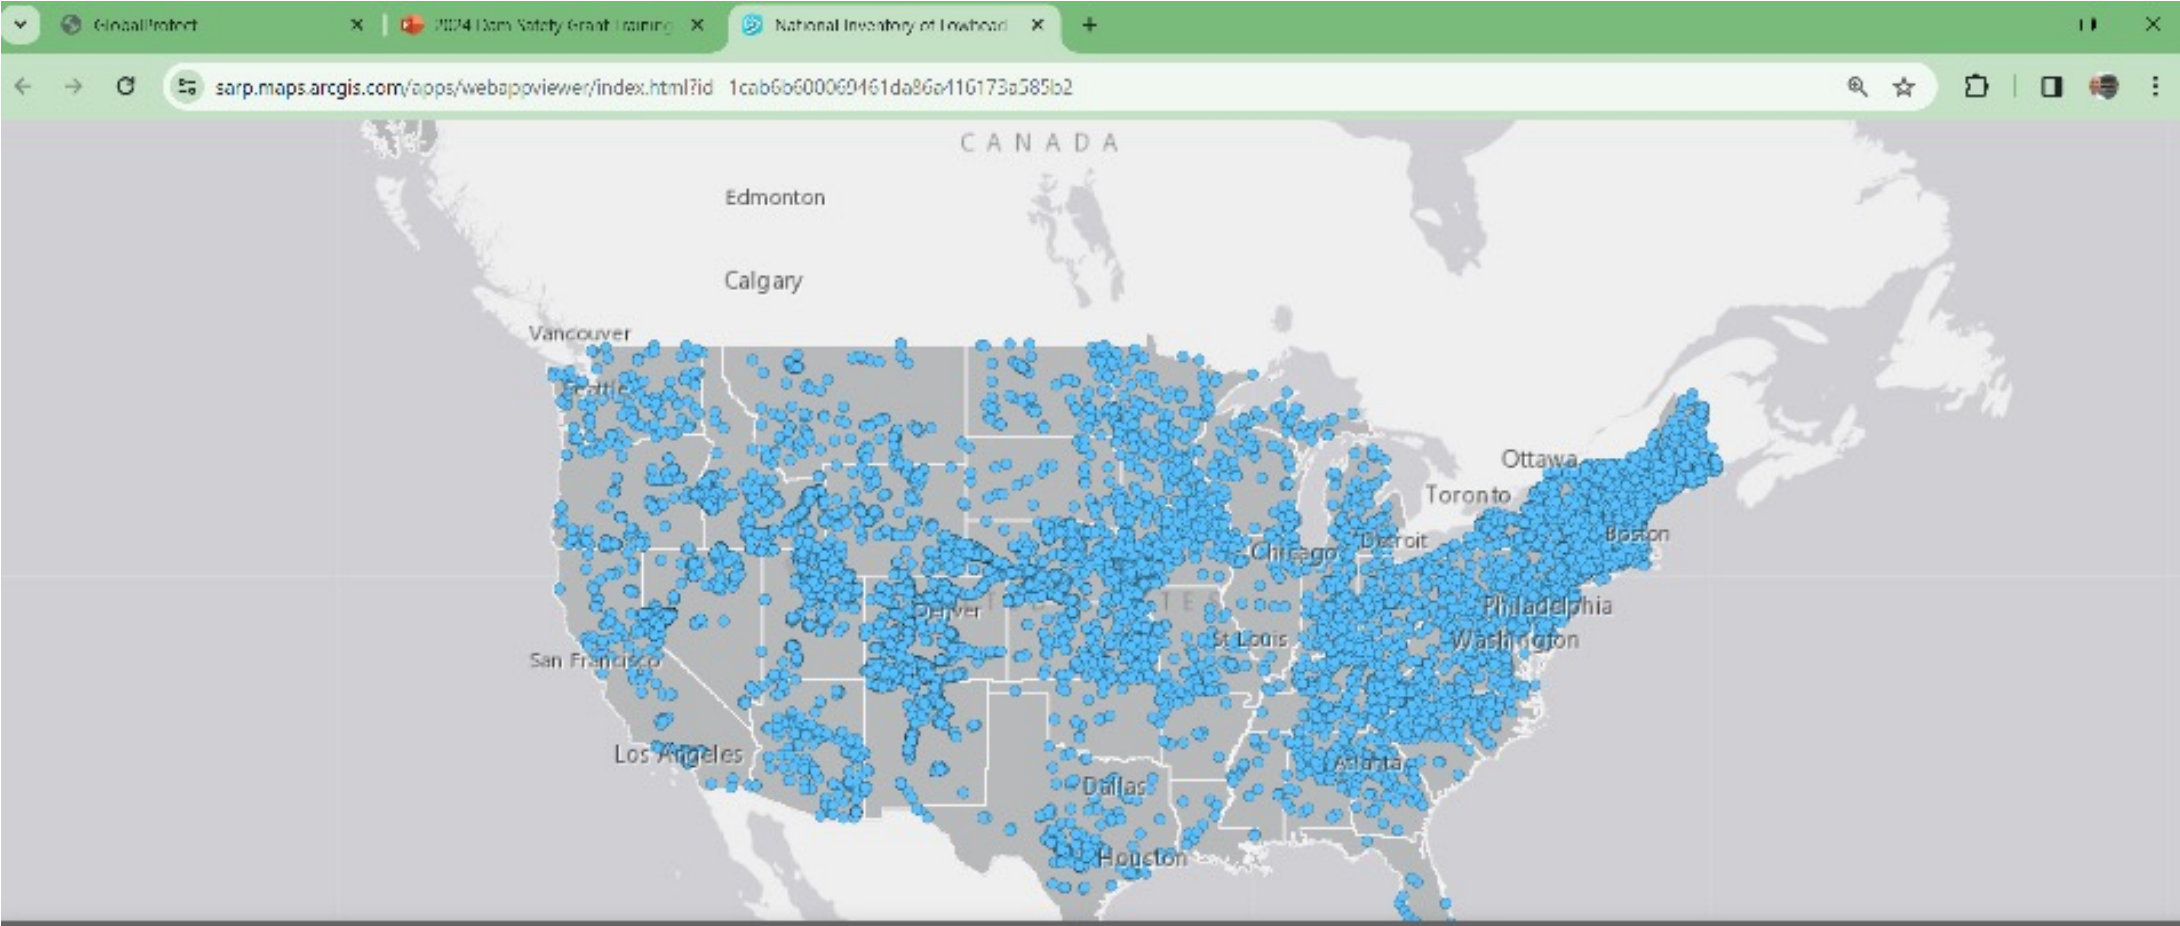 GlobalProtect
2024 Dam Safety Grant Training
National Inventory of Lowhead
sarp.maps.arcgis.com/apps/webappviewer/index.html?id 1cab6b600069461da86a416173a585b2
CANADA
Edmonton
Calgary
Vancouver
Seattle
Ottawa
Toronto
Boston
Detroit
Chicago
Denver
Philadelphia
St Louis
Washington
San Francisco
Los Angeles
Atlanta
Dallas
Houston